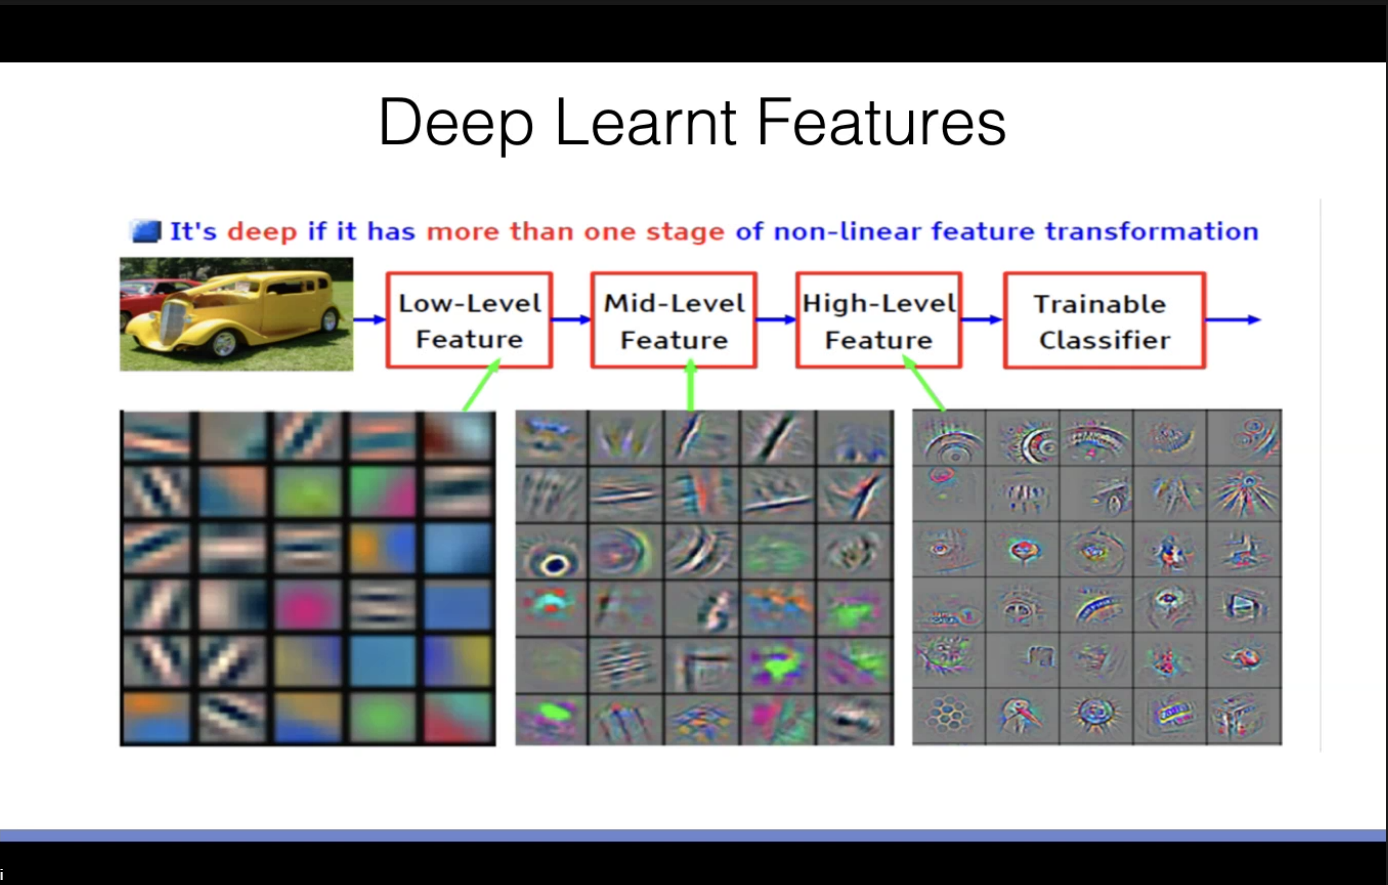 Deep Learnt Features
It's deep if it has more than one stage of non-linear feature transformation
Low-Level
Feature
Mid-Level
Feature
High-Level
Feature
Trainable
Classifier
i